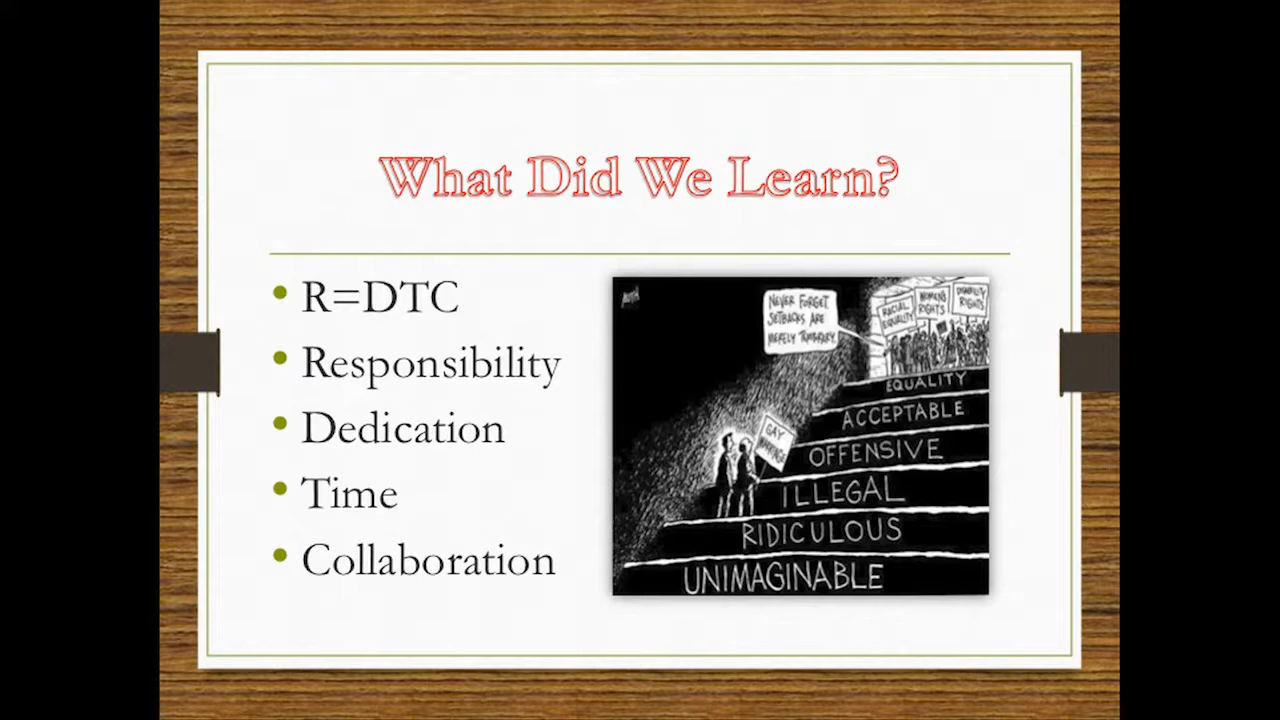 What Did We Learn?
R=DTC
Responsibility
Dedication
Time
Collaboration
NEVER FORGET
SETBACKS ARE
MERELY TEMPORARY.
RACIAL
EQUALITY
WOMEN'S
RIGHTS
DISABILITY
RIGHTS
GAY
MARRIAGE
EQUALITY
ACCEPTABLE
OFFENSIVE
ILLEGAL
RIDICULOUS
UNIMAGINABLE